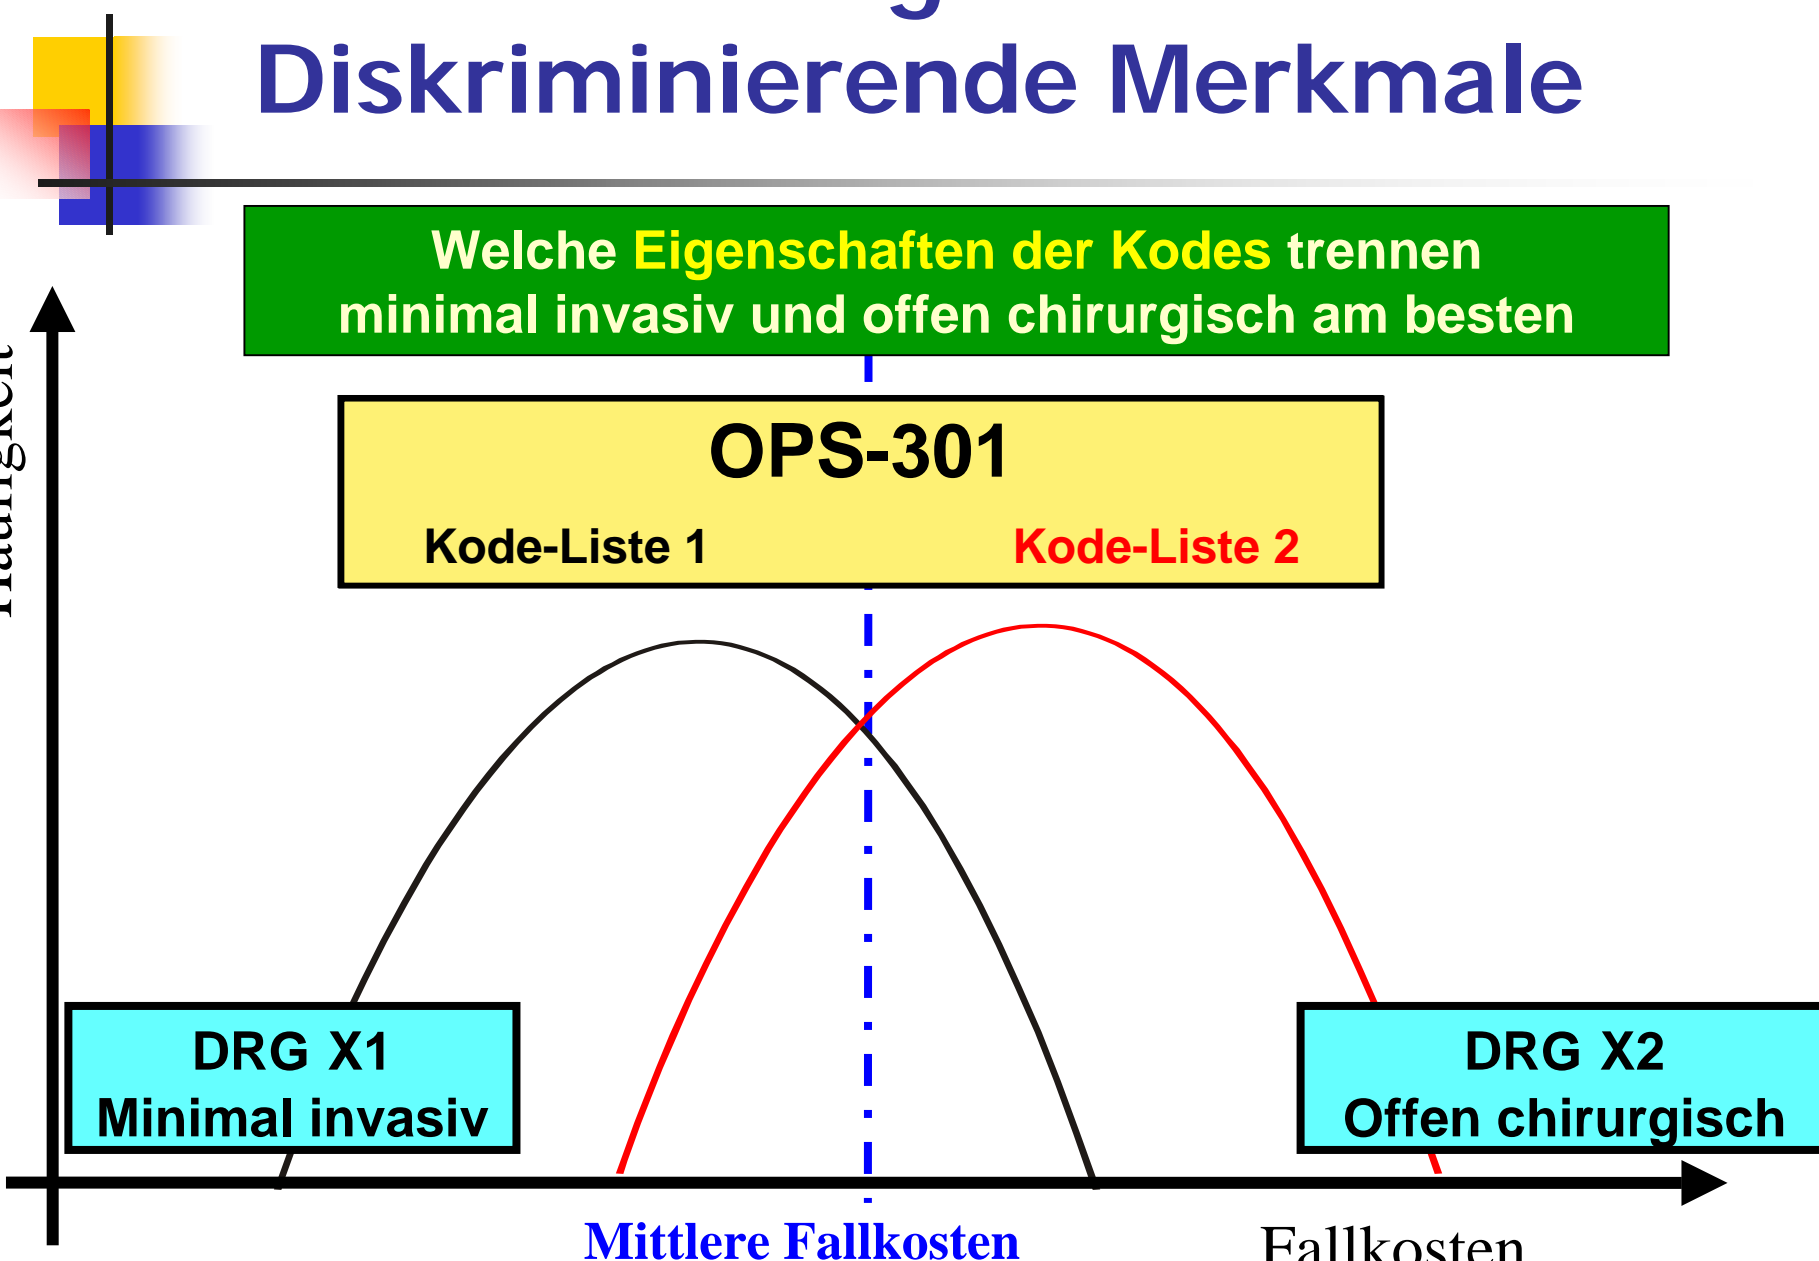 Diskriminierende Merkmale
Welche Eigenschaften der Kodes trennen
minimal invasiv und offen chirurgisch am besten
Häufigkeit
OPS-301
Kode-Liste 1 Kode-Liste 2
DRG X1
Minimal invasiv
DRG X2
Offen chirurgisch
Mittlere Fallkosten
Fallkosten